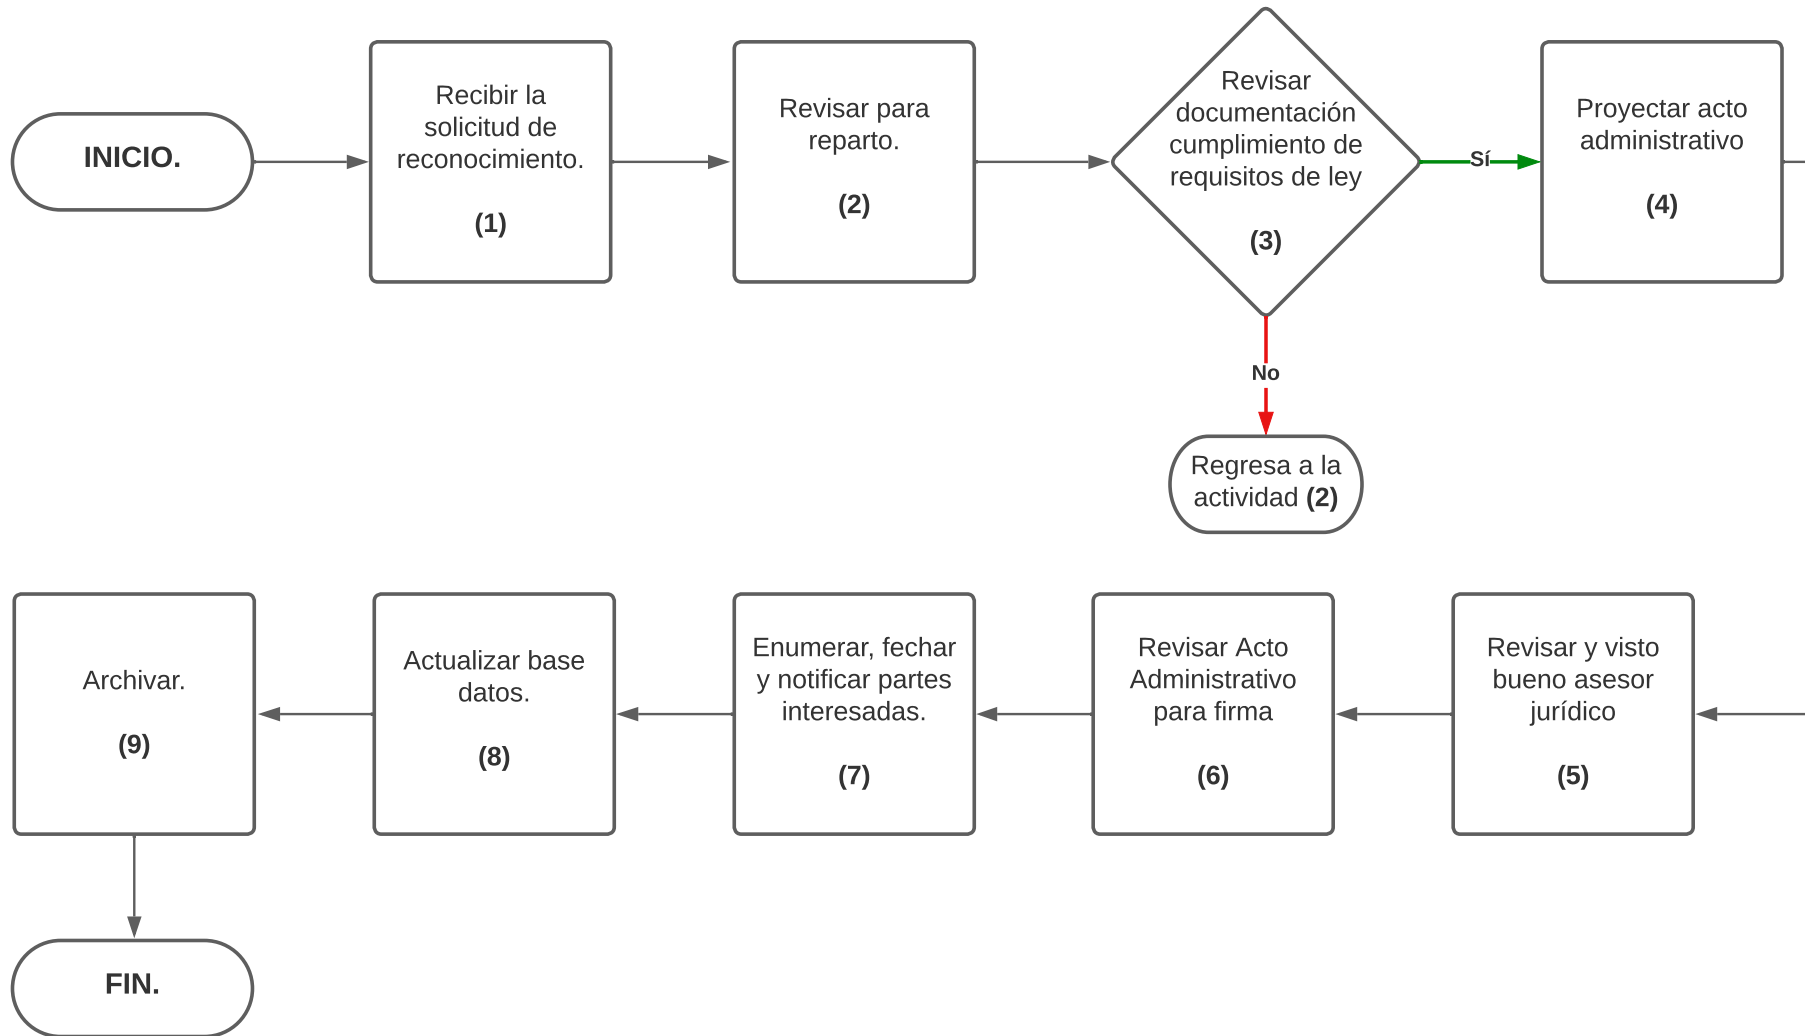 INICIO.
Recibir la
solicitud de
reconocimiento.
(1)
Revisar para
reparto.
(2)
Revisar
documentación
cumplimiento de
requisitos de ley
(3)
Sí
Proyectar acto
administrativo
(4)
No
Regresa a la
actividad (2)
Revisar y visto
bueno asesor
jurídico
(5)
Revisar Acto
Administrativo
para firma
(6)
Enumerar, fechar
y notificar partes
interesadas.
(7)
Actualizar base
datos.
(8)
Archivar.
(9)
FIN.